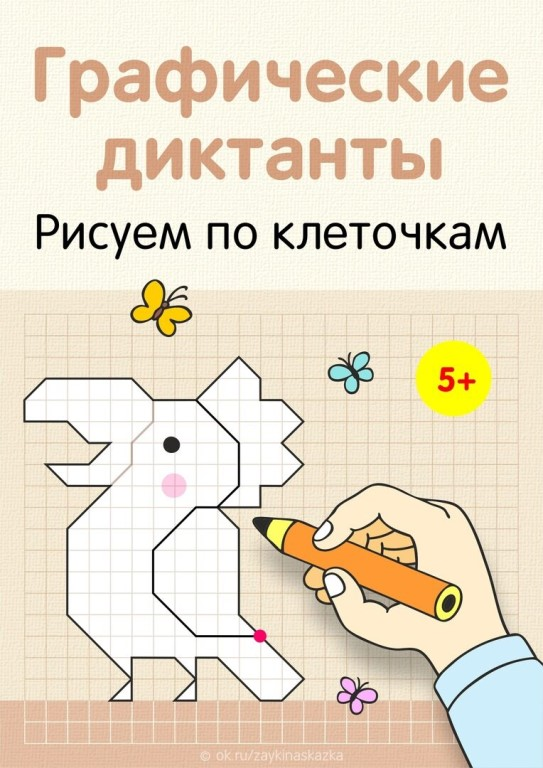 Графические
диктанты
Рисуем по клеточкам
5+
© ok.ru/zaykinaskazka